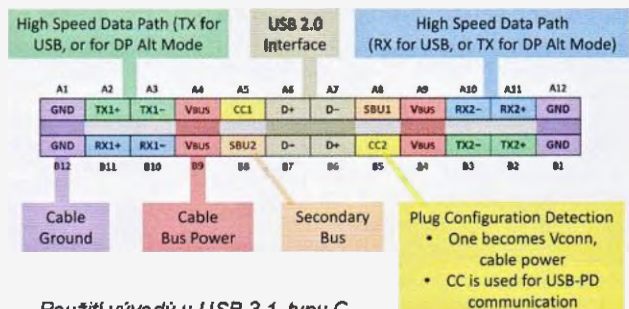 High Speed Data Path (TX for
USB, or for DP Alt Mode
USB 2.0
Interface
High Speed Data Path
(RX for USB, or TX for DP Alt Mode)
A1 A2 A3 A4 A5 A6 A7 A8 A9 A10 A11 A12
GND TX1+ TX1− VBUS CC1 D+ D− SBU1 VBUS RX2− RX2+ GND
GND RX1+ RX1− VBUS SBU2 D− D+ CC2 VBUS TX2− TX2+ GND
B12 B11 B10 B9 B8 B7 B6 B5 B4 B3 B2 B1
Cable
Ground
Cable
Bus Power
Secondary
Bus
Plug Configuration Detection
• One becomes Vconn,
cable power
• CC is used for USB-PD
communication
Použití vývodů u USB 3.1, typu C